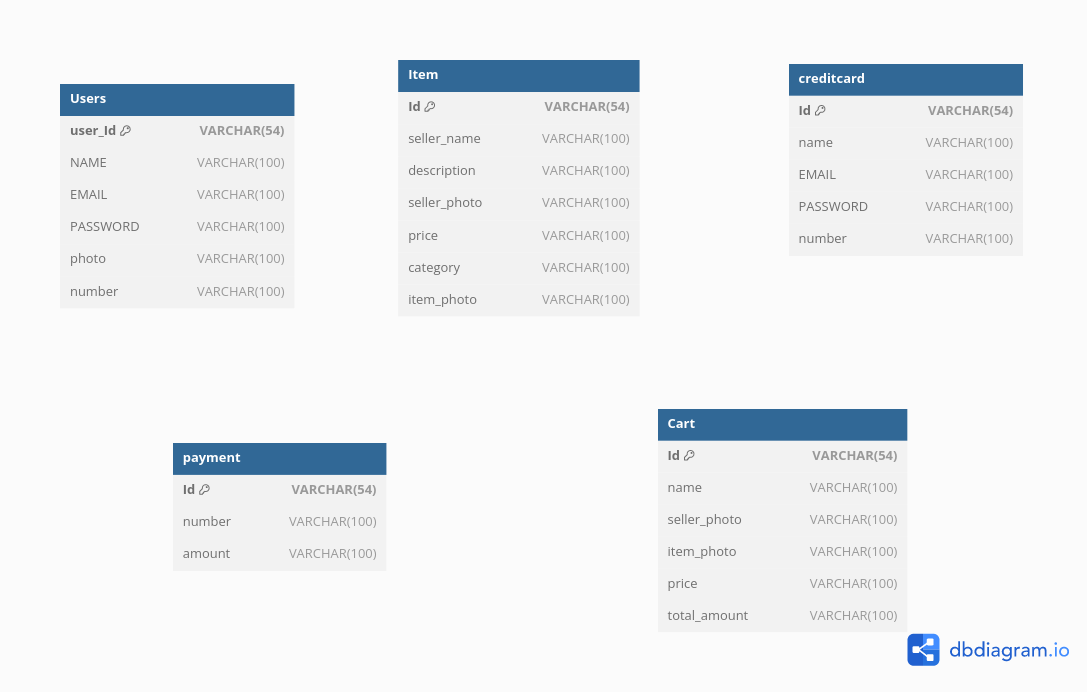 Users
user_Id VARCHAR(54)
NAME VARCHAR(100)
EMAIL VARCHAR(100)
PASSWORD VARCHAR(100)
photo VARCHAR(100)
number VARCHAR(100)
Item
Id VARCHAR(54)
seller_name VARCHAR(100)
description VARCHAR(100)
seller_photo VARCHAR(100)
price VARCHAR(100)
category VARCHAR(100)
item_photo VARCHAR(100)
creditcard
Id VARCHAR(54)
name VARCHAR(100)
EMAIL VARCHAR(100)
PASSWORD VARCHAR(100)
number VARCHAR(100)
payment
Id VARCHAR(54)
number VARCHAR(100)
amount VARCHAR(100)
Cart
Id VARCHAR(54)
name VARCHAR(100)
seller_photo VARCHAR(100)
item_photo VARCHAR(100)
price VARCHAR(100)
total_amount VARCHAR(100)
dbdiagram.io